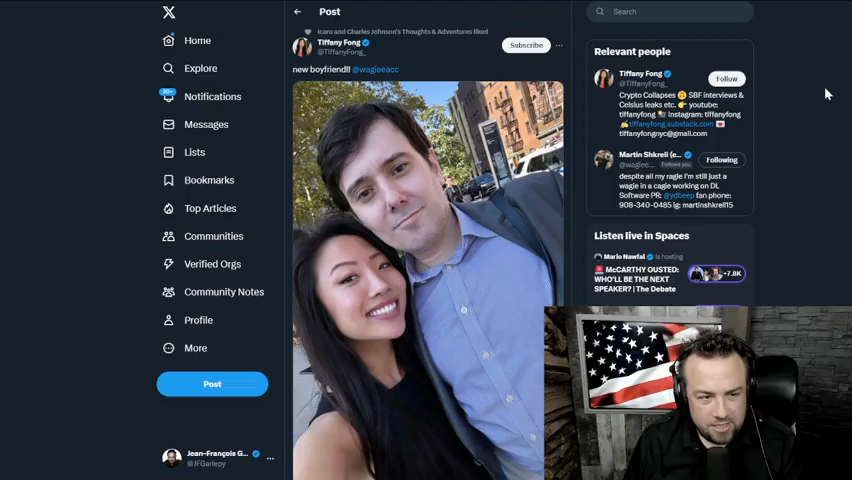 Home
Explore
20+
Notifications
Messages
Lists
Bookmarks
Top Articles
Communities
Verified Orgs
Community Notes
Profile
More
Post
Jean-François G...
@JFGariepy
Post
Icaru and Charles Johnson's Thoughts & Adventures liked
Tiffany Fong
@TiffanyFong_
Subscribe
new boyfriend!! @wagieeacc
Search
Relevant people
Tiffany Fong
@TiffanyFong_
Follow
Crypto Collapses 🙃 SBF interviews &
Celsius leaks etc. 👉 youtube:
tiffanyfong 📸 instagram: tiffanyfong
✍️tiffanyfong.substack.com 💌
tiffanyfongnyc@gmail.com
Martin Shkreli (e...
@wagiee... Follows you
Following
despite all my ragie I'm still just a
wagie in a cagie working on DL
Software PR: @ydbeep fan phone:
908-340-0485 ig: martinshkreli15
Listen live in Spaces
Mario Nawfal is hosting
🚨 McCARTHY OUSTED:
WHO'LL BE THE NEXT
SPEAKER? | The Debate
+7.8K